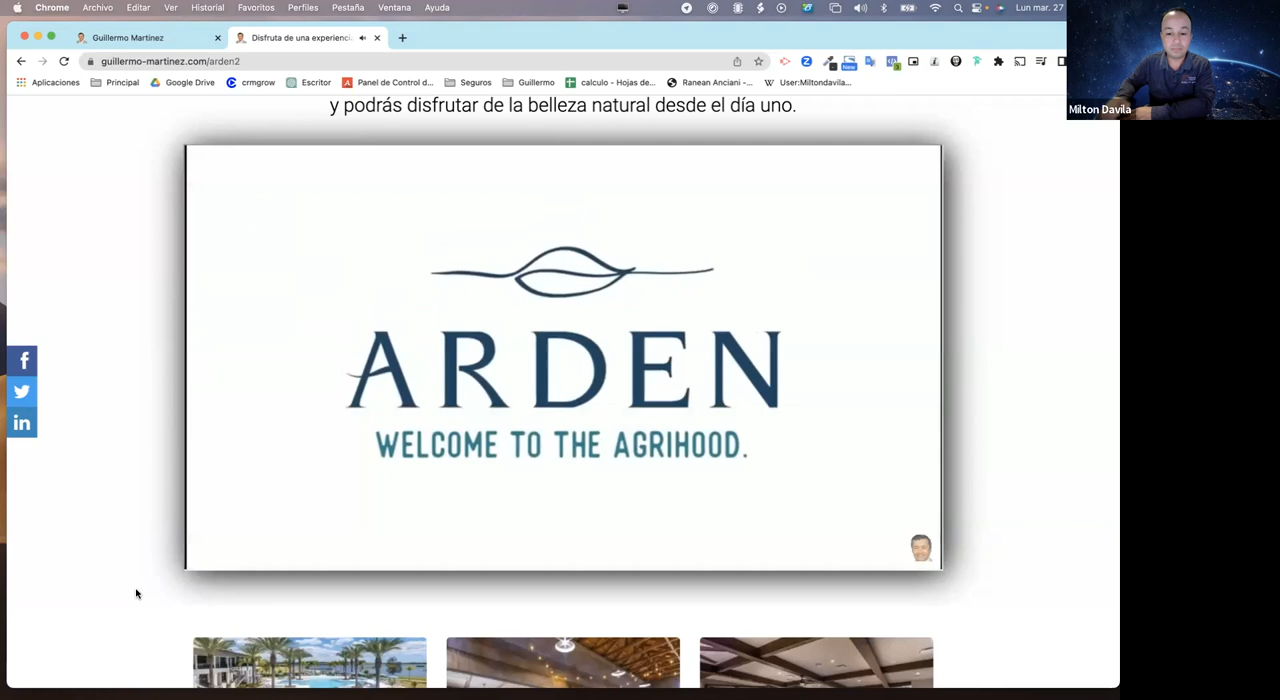 Chrome Archivo Editar Ver Historial Favoritos Perfiles Pestaña Ventana Ayuda Lun mar. 27
Guillermo Martinez
Disfruta de una experienci
guillermo-martinez.com/arden2
Aplicaciones Principal Google Drive crmgrow Escritor Panel de Control d... Seguros Guillermo calculo - Hojas de... Ranean Anciani -... User:Miltondavila...
Milton Davila
y podrás disfrutar de la belleza natural desde el día uno.
ARDEN
WELCOME TO THE AGRIHOOD.